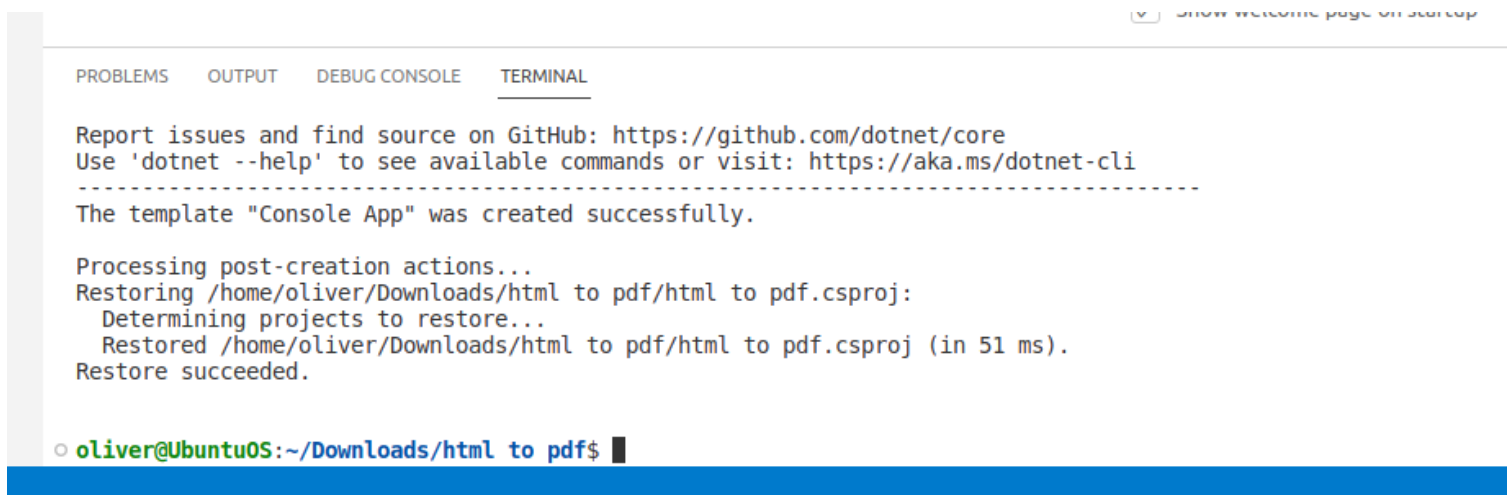 Show welcome page on startup
PROBLEMS OUTPUT DEBUG CONSOLE TERMINAL
Report issues and find source on GitHub: https://github.com/dotnet/core
Use 'dotnet --help' to see available commands or visit: https://aka.ms/dotnet-cli
--------------------------------------------------------------------------------------
The template "Console App" was created successfully.
Processing post-creation actions...
Restoring /home/oliver/Downloads/html to pdf/html to pdf.csproj:
Determining projects to restore...
Restored /home/oliver/Downloads/html to pdf/html to pdf.csproj (in 51 ms).
Restore succeeded.
oliver@UbuntuOS:~/Downloads/html to pdf$